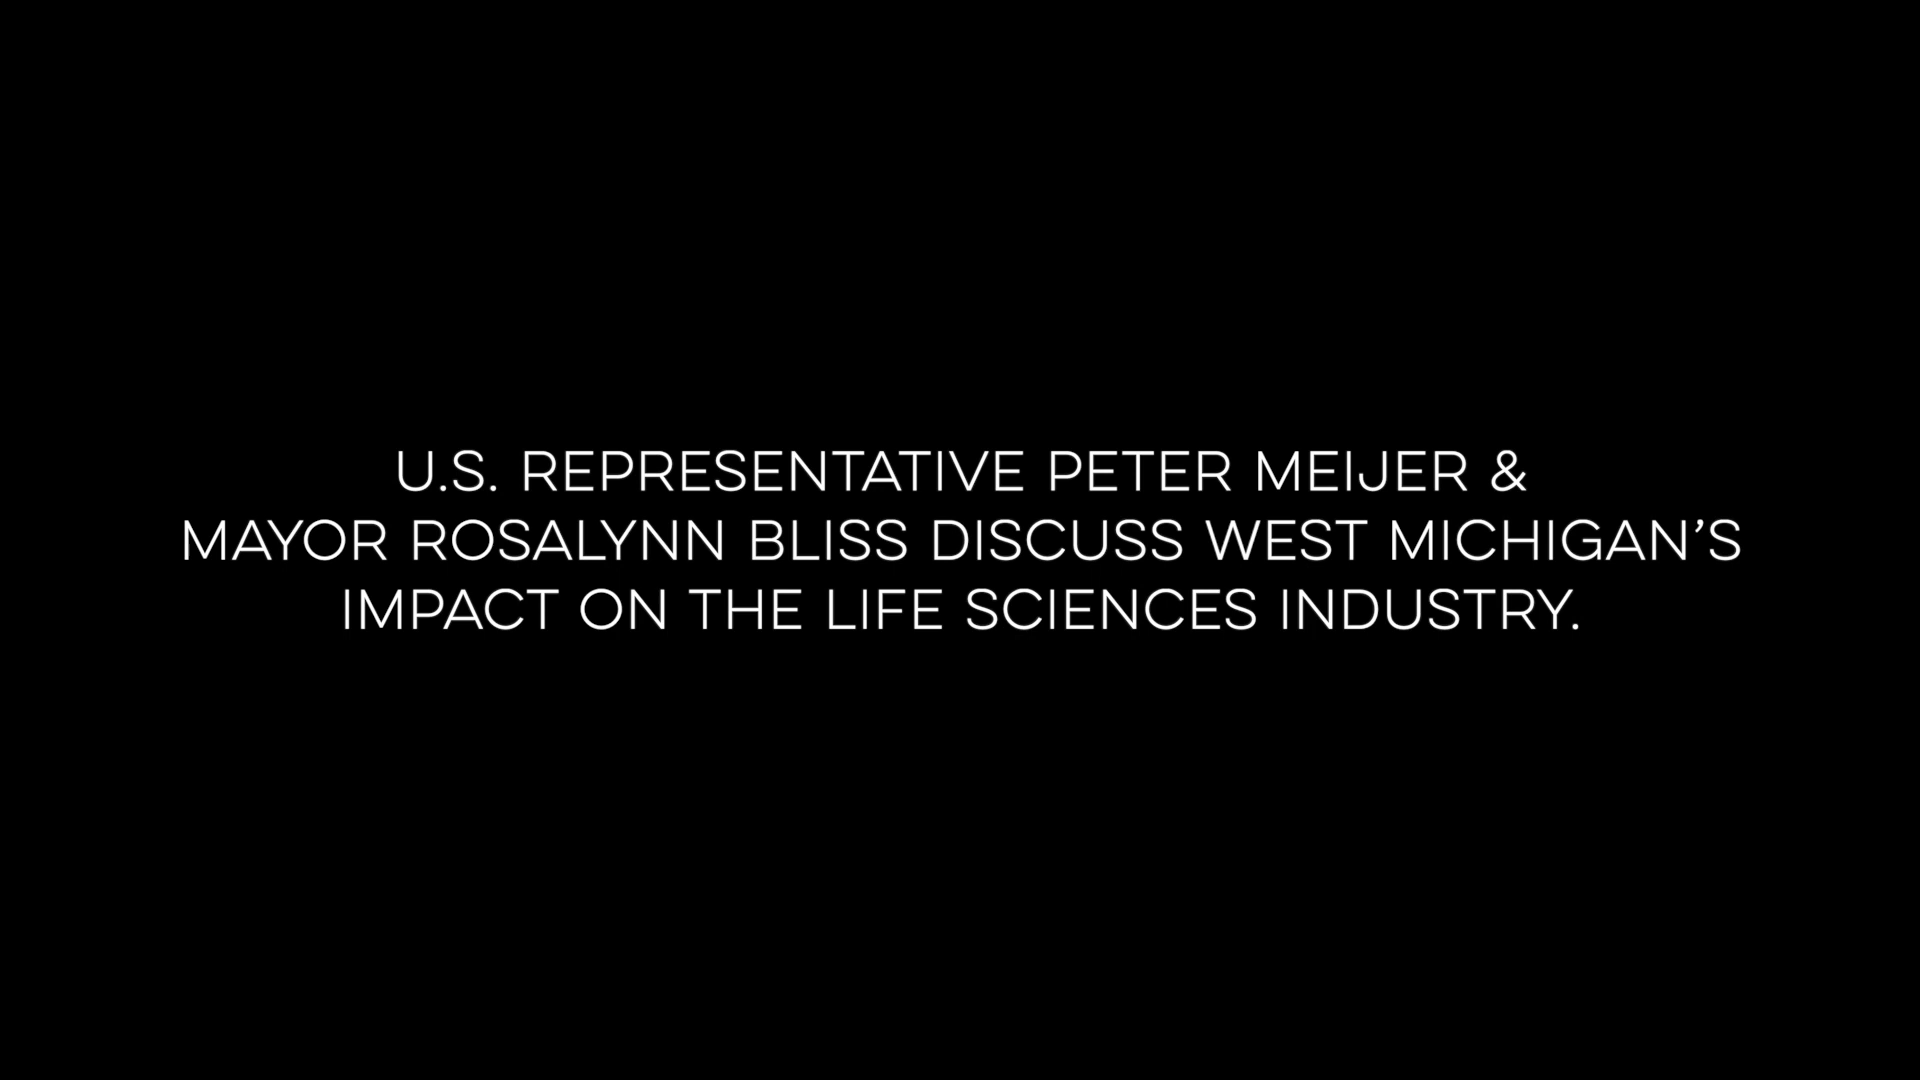 U.S. REPRESENTATIVE PETER MEIJER &
MAYOR ROSALYNN BLISS DISCUSS WEST MICHIGAN’S
IMPACT ON THE LIFE SCIENCES INDUSTRY.